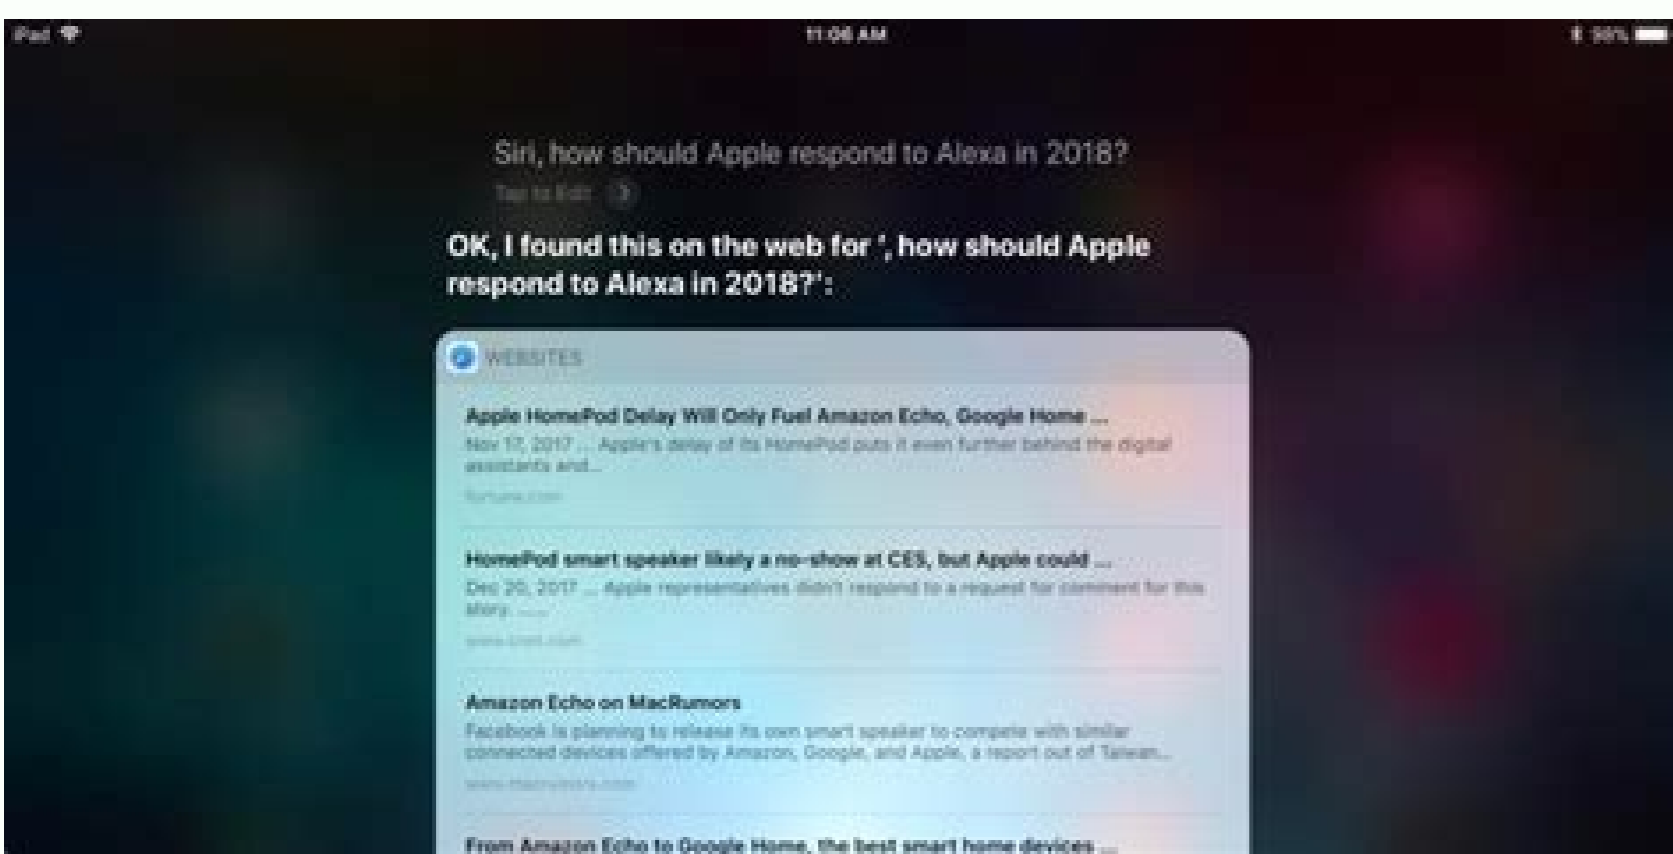 iPad
11:06 AM
98%
Siri, how should Apple respond to Alexa in 2018?
Tap to Edit
OK, I found this on the web for ', how should Apple
respond to Alexa in 2018?':
WEBSITES
Apple HomePod Delay Will Only Fuel Amazon Echo, Google Home ...
Nov 17, 2017 ... Apple's delay of its HomePod puts it even further behind the digital
assistants and...
fortune.com
HomePod smart speaker likely a no-show at CES, but Apple could ...
Dec 20, 2017 ... Apple representatives didn't respond to a request for comment for this
story. ......
www.cnet.com
Amazon Echo on MacRumors
Facebook is planning to release its own smart speaker to compete with similar
connected devices offered by Amazon, Google, and Apple, a report out of Taiwan...
www.macrumors.com
From Amazon Echo to Google Home, the best smart home devices ...